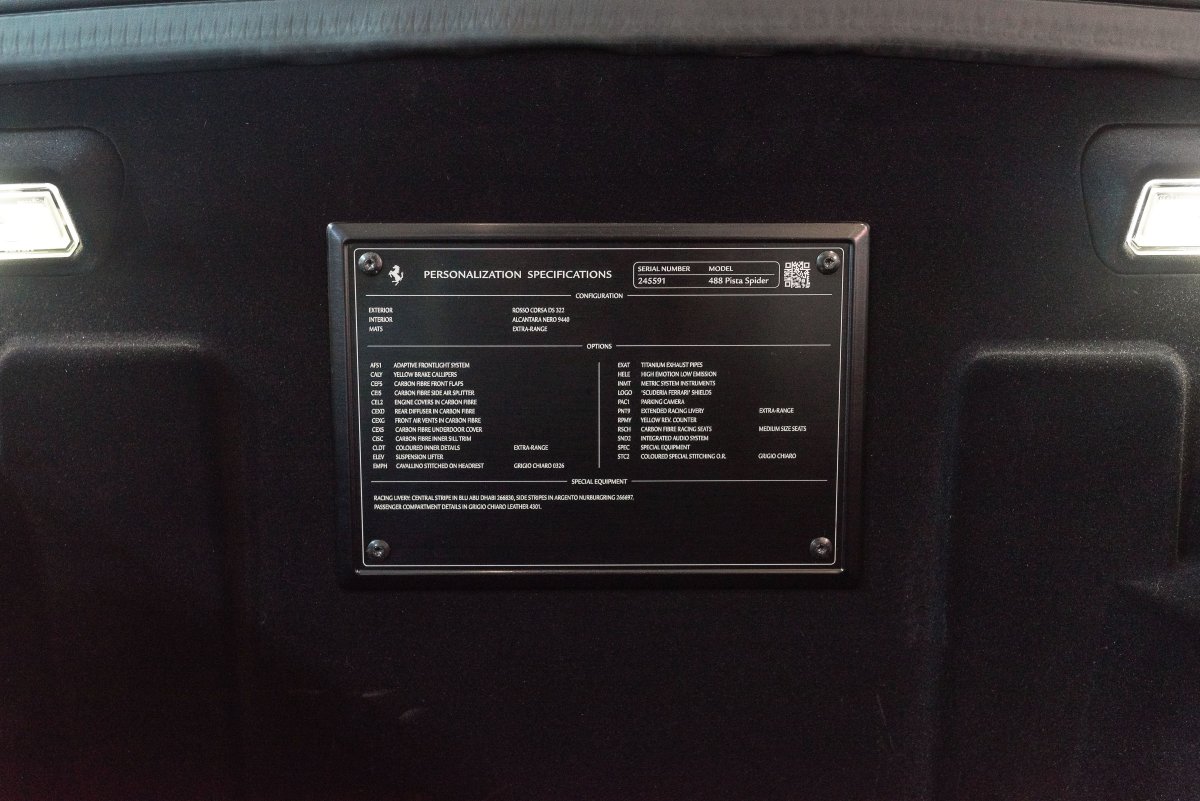 PERSONALIZATION SPECIFICATIONS
SERIAL NUMBER MODEL
245591 488 Pista Spider
CONFIGURATION
EXTERIOR ROSSO CORSA DS 322
INTERIOR ALCANTARA NERO 9440
MATS EXTRA-RANGE
OPTIONS
AFS1 ADAPTIVE FRONTLIGHT SYSTEM
CALY YELLOW BRAKE CALLIPERS
CEFS CARBON FIBRE FRONT FLAPS
CEIS CARBON FIBRE SIDE AIR SPLITTER
CEL2 ENGINE COVERS IN CARBON FIBRE
CEXD REAR DIFFUSER IN CARBON FIBRE
CEXG FRONT AIR VENTS IN CARBON FIBRE
CEXS CARBON FIBRE UNDERDOOR COVER
CISC CARBON FIBRE INNER SILL TRIM
CLDT COLOURED INNER DETAILS EXTRA-RANGE
ELEV SUSPENSION LIFTER
EMPH CAVALLINO STITCHED ON HEADREST GRIGIO CHIARO 0326
EXAT TITANIUM EXHAUST PIPES
HELE HIGH EMOTION LOW EMISSION
INMT METRIC SYSTEM INSTRUMENTS
LOGO "SCUDERIA FERRARI" SHIELDS
PAC1 PARKING CAMERA
PNT9 EXTENDED RACING LIVERY EXTRA-RANGE
RPMY YELLOW REV. COUNTER
RSCH CARBON FIBRE RACING SEATS MEDIUM SIZE SEATS
SND2 INTEGRATED AUDIO SYSTEM
SPEC SPECIAL EQUIPMENT
STC2 COLOURED SPECIAL STITCHING O.R. GRIGIO CHIARO
SPECIAL EQUIPMENT
RACING LIVERY: CENTRAL STRIPE IN BLU ABU DHABI 266830, SIDE STRIPES IN ARGENTO NURBURGRING 266697.
PASSENGER COMPARTMENT DETAILS IN GRIGIO CHIARO LEATHER 4301.